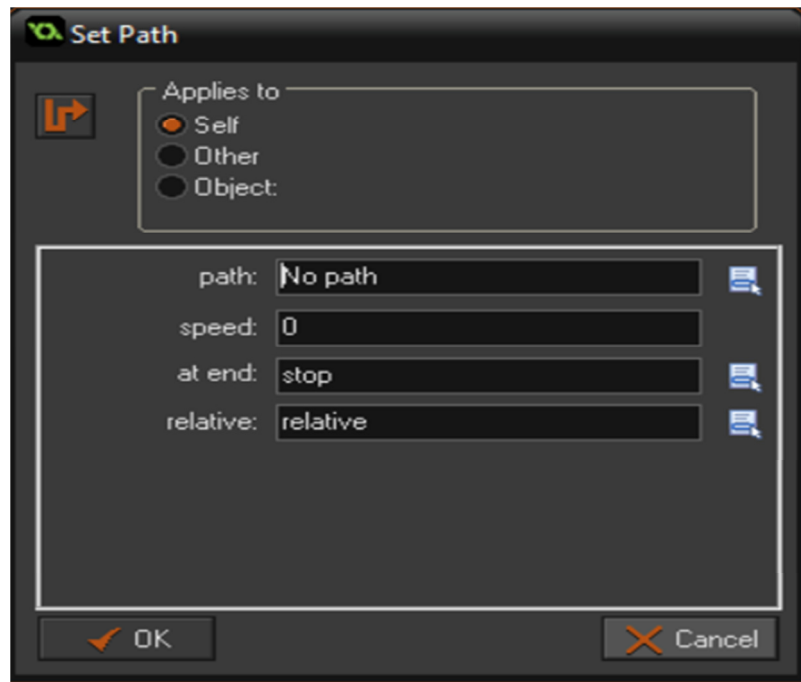 Set Path
Applies to
Self
Other
Object:
path: No path
speed: 0
at end: stop
relative: relative
OK Cancel